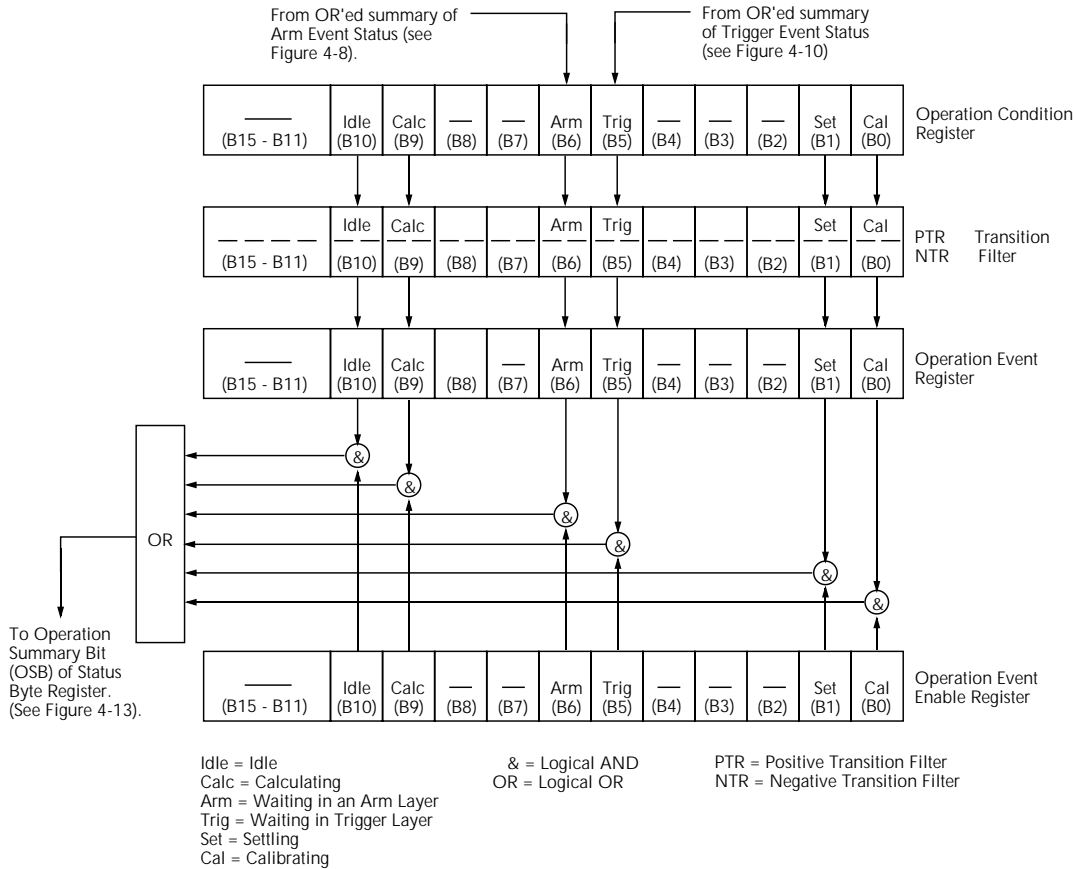 From OR'ed summary of
Arm Event Status (see
Figure 4-8).
From OR'ed summary
of Trigger Event Status
(see Figure 4-10)
Idle Calc Arm Trig Set Cal
(B15 - B11) (B10) (B9) (B8) (B7) (B6) (B5) (B4) (B3) (B2) (B1) (B0)
Operation Condition
Register
Idle Calc Arm Trig Set Cal
(B15 - B11) (B10) (B9) (B8) (B7) (B6) (B5) (B4) (B3) (B2) (B1) (B0)
PTR Transition
NTR Filter
Idle Calc Arm Trig Set Cal
(B15 - B11) (B10) (B9) (B8) (B7) (B6) (B5) (B4) (B3) (B2) (B1) (B0)
Operation Event
Register
&
&
&
OR
&
&
&
To Operation
Summary Bit
(OSB) of Status
Byte Register.
(See Figure 4-13).
Idle Calc Arm Trig Set Cal
(B15 - B11) (B10) (B9) (B8) (B7) (B6) (B5) (B4) (B3) (B2) (B1) (B0)
Operation Event
Enable Register
Idle = Idle
Calc = Calculating
Arm = Waiting in an Arm Layer
Trig = Waiting in Trigger Layer
Set = Settling
Cal = Calibrating
& = Logical AND
OR = Logical OR
PTR = Positive Transition Filter
NTR = Negative Transition Filter